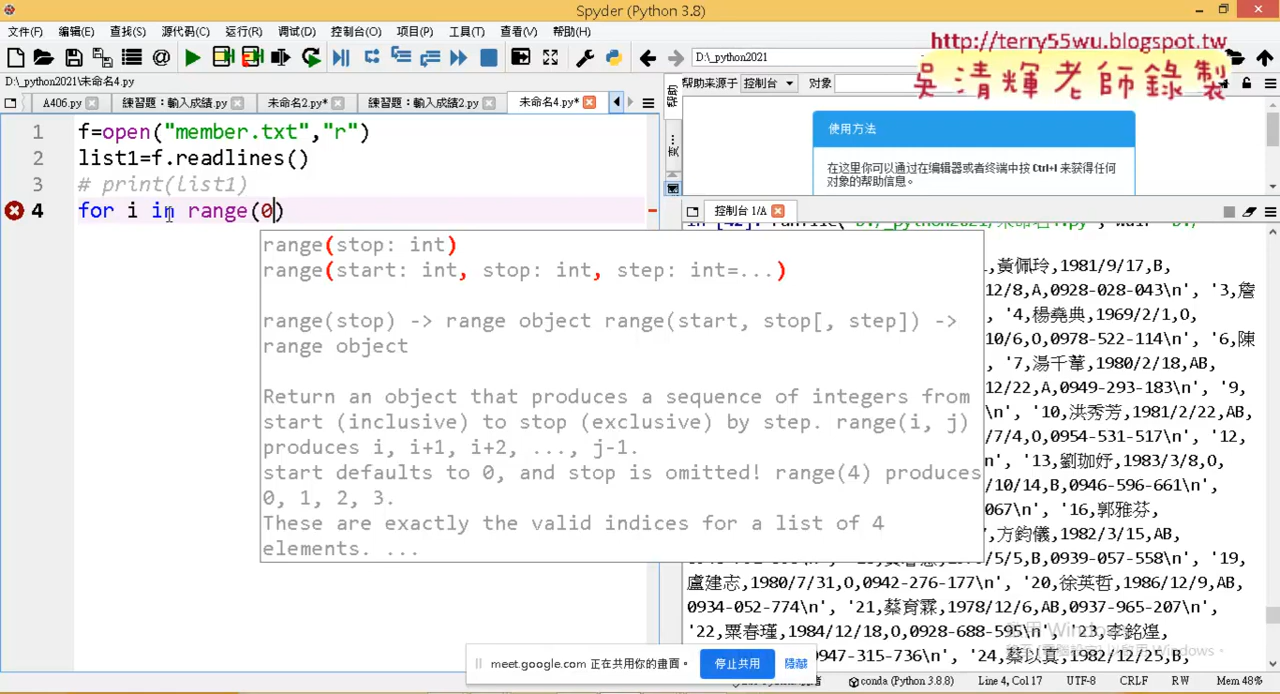 Spyder (Python 3.8)
文件(F) 编辑(E) 查找(S) 源代码(C) 运行(R) 调试(D) 控制台(O) 项目(P) 工具(T) 查看(V) 帮助(H)
D:\_python2021
http://terry55wu.blogspot.tw
吳清輝老師錄製
D:\_python2021\未命名4.py
A406.py 練習題：輸入成績.py 未命名2.py* 練習題：輸入成績2.py 未命名4.py*
帮助来源于 控制台 对象
使用方法
在这里你可以通过在编辑器或者终端中按 Ctrl+I 来获得任何
对象的帮助信息。
1 f=open("member.txt","r")
2 list1=f.readlines()
3 # print(list1)
4 for i in range(0)
range(stop: int)
range(start: int, stop: int, step: int=...)
range(stop) -> range object range(start, stop[, step]) ->
range object
Return an object that produces a sequence of integers from
start (inclusive) to stop (exclusive) by step. range(i, j)
produces i, i+1, i+2, ..., j-1.
start defaults to 0, and stop is omitted! range(4) produces
0, 1, 2, 3.
These are exactly the valid indices for a list of 4
elements. ...
控制台 1/A
,黃佩玲,1981/9/17,B,
12/8,A,0928-028-043\n', '3,詹
, '4,楊堯典,1969/2/1,O,
10/6,O,0978-522-114\n', '6,陳
, '7,湯千葦,1980/2/18,AB,
12/22,A,0949-293-183\n', '9,
\n', '10,洪秀芳,1981/2/22,AB,
/7/4,O,0954-531-517\n', '12,
\n', '13,劉珈妤,1983/3/8,O,
/10/14,B,0946-596-661\n',
067\n', '16,郭雅芬,
方鈞儀,1982/3/15,AB,
/5/5,B,0939-057-558\n', '19,
盧建志,1980/7/31,O,0942-276-177\n', '20,徐英哲,1986/12/9,AB,
0934-052-774\n', '21,蔡育霖,1978/12/6,AB,0937-965-207\n',
'22,粟春瑾,1984/12/18,O,0928-688-595\n', '23,李銘湟,
0947-315-736\n', '24,蔡以真,1982/12/25,B,
meet.google.com 正在共用你的畫面。 停止共用 隱藏
conda (Python 3.8.8) Line 4, Col 17 UTF-8 CRLF RW Mem 48%